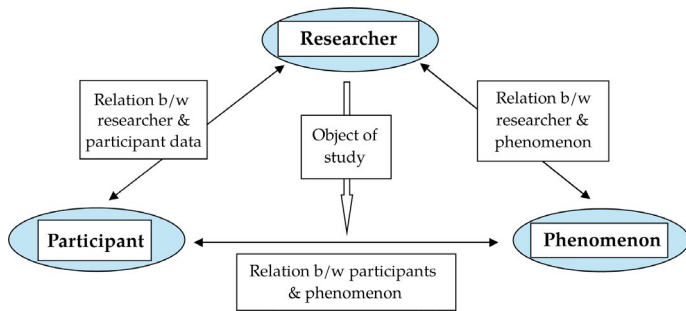 Researcher
Relation b/w
researcher &
participant data
Object of
study
Relation b/w
researcher &
phenomenon
Participant
Phenomenon
Relation b/w participants
& phenomenon